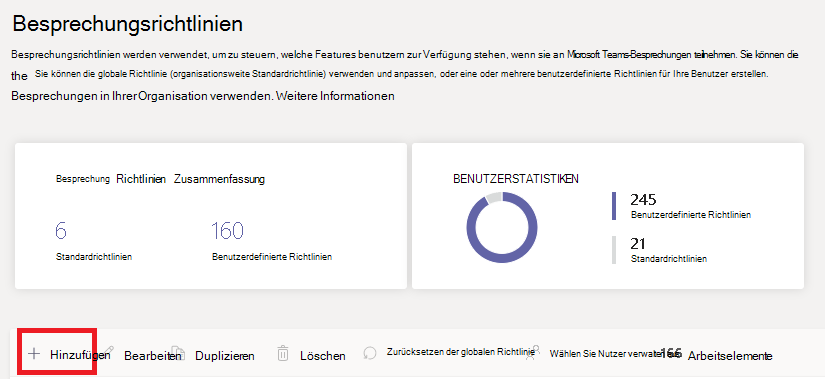 Besprechungsrichtlinien
Besprechungsrichtlinien werden verwendet, um zu steuern, welche Features benutzern zur Verfügung stehen, wenn sie an Microsoft Teams-Besprechungen teilnehmen. Sie können die
the Sie können die globale Richtlinie (organisationsweite Standardrichtlinie) verwenden und anpassen, oder eine oder mehrere benutzerdefinierte Richtlinien für Ihre Benutzer erstellen.
Besprechungen in Ihrer Organisation verwenden. Weitere Informationen
Besprechung Richtlinien Zusammenfassung
6 160
Standardrichtlinien Benutzerdefinierte Richtlinien
BENUTZERSTATISTIKEN
245
Benutzerdefinierte Richtlinien
21
Standardrichtlinien
Hinzufügen Bearbeiten Duplizieren Löschen Zurücksetzen der globalen Richtlinie Wählen Sie Nutzer 166 Arbeitselemente